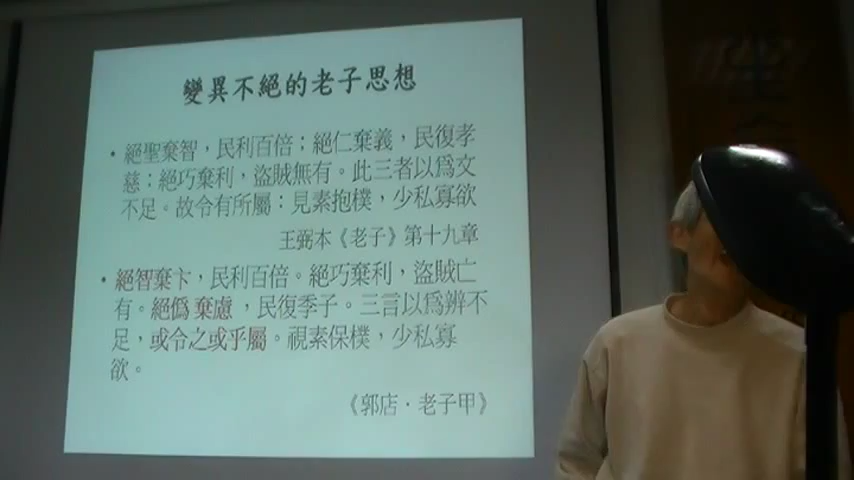 變異不絕的老子思想
• 絕聖棄智，民利百倍；絕仁棄義，民復孝
慈；絕巧棄利，盜賊無有。此三者以為文
不足。故令有所屬：見素抱樸，少私寡欲
王弼本《老子》第十九章
• 絕智棄卞，民利百倍。絕巧棄利，盜賊亡
有。絕偽棄慮，民復季子。三言以為辨不
足，或令之或乎屬。視素保樸，少私寡
欲。
《郭店．老子甲》